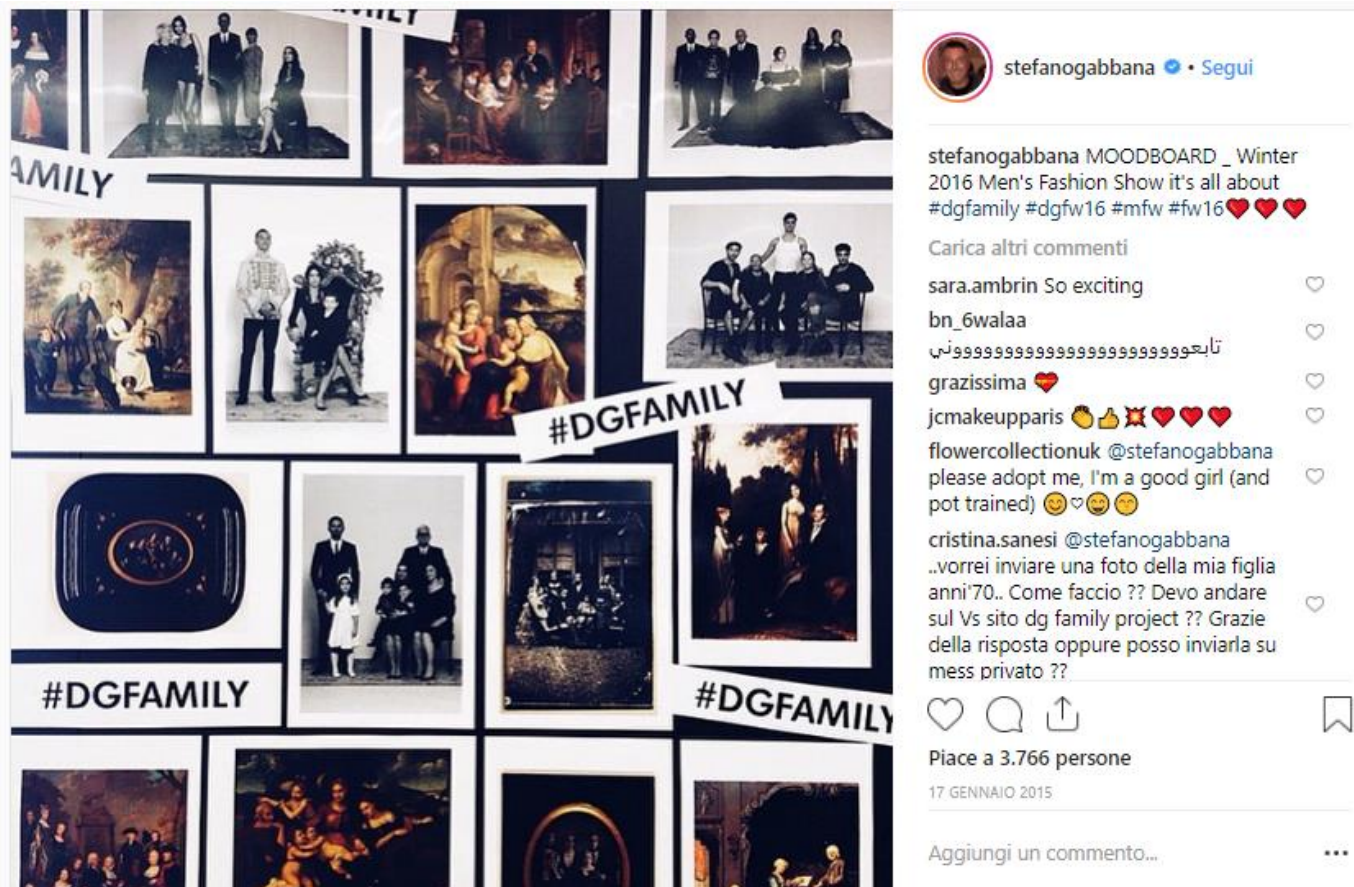 AMILY
AMILY
#DGFAMILY
#DGFAMILY
#DGFAMILY
stefanogabbana • Segui
stefanogabbana MOODBOARD _ Winter
2016 Men's Fashion Show it's all about
#dgfamily #dgfw16 #mfw #fw16❤❤❤
Carica altri commenti
sara.ambrin So exciting
bn_6walaa
تابعوووووووووووووووووووووووني
grazissima 💝
jcmakeupparis 👏👍💥❤❤❤
flowercollectionuk @stefanogabbana
please adopt me, I'm a good girl (and
pot trained) 😊♡😄😙
cristina.sanesi @stefanogabbana
..vorrei inviare una foto della mia figlia
anni'70.. Come faccio ?? Devo andare
sul Vs sito dg family project ?? Grazie
della risposta oppure posso inviarla su
mess privato ??
Piace a 3.766 persone
17 GENNAIO 2015
Aggiungi un commento...